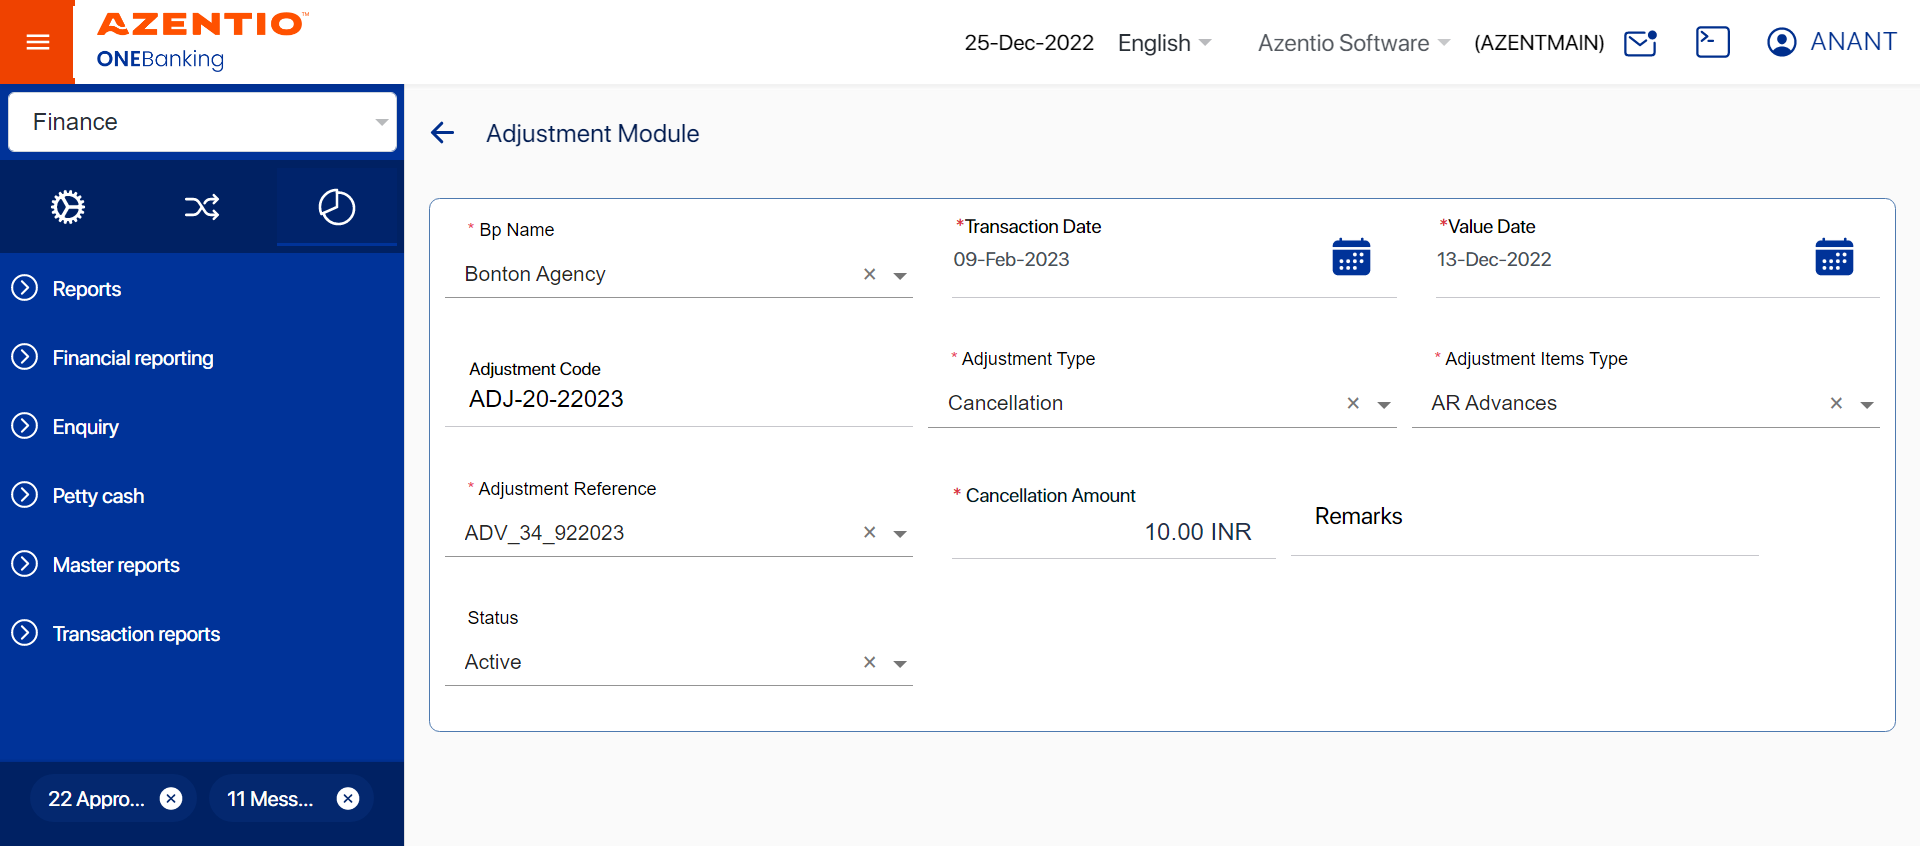 AZENTIO™
ONEBanking
25-Dec-2022 English Azentio Software (AZENTMAIN) ANANT
Finance
Reports
Financial reporting
Enquiry
Petty cash
Master reports
Transaction reports
22 Appro...
11 Mess...
Adjustment Module
* Bp Name
Bonton Agency
*Transaction Date
09-Feb-2023
*Value Date
13-Dec-2022
Adjustment Code
ADJ-20-22023
* Adjustment Type
Cancellation
* Adjustment Items Type
AR Advances
* Adjustment Reference
ADV_34_922023
* Cancellation Amount
10.00 INR
Remarks
Status
Active